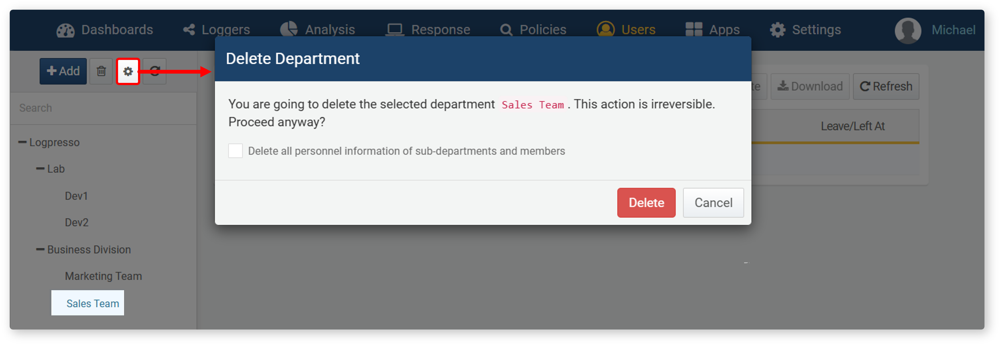 Dashboards Loggers Analysis Response Policies Users Apps Settings Michael
Delete Department
Add
You are going to delete the selected department Sales Team. This action is irreversible.
Proceed anyway?
Delete all personnel information of sub-departments and members
Delete Cancel
Download Refresh
Leave/Left At
Search
Logpresso
Lab
Dev1
Dev2
Business Division
Marketing Team
Sales Team